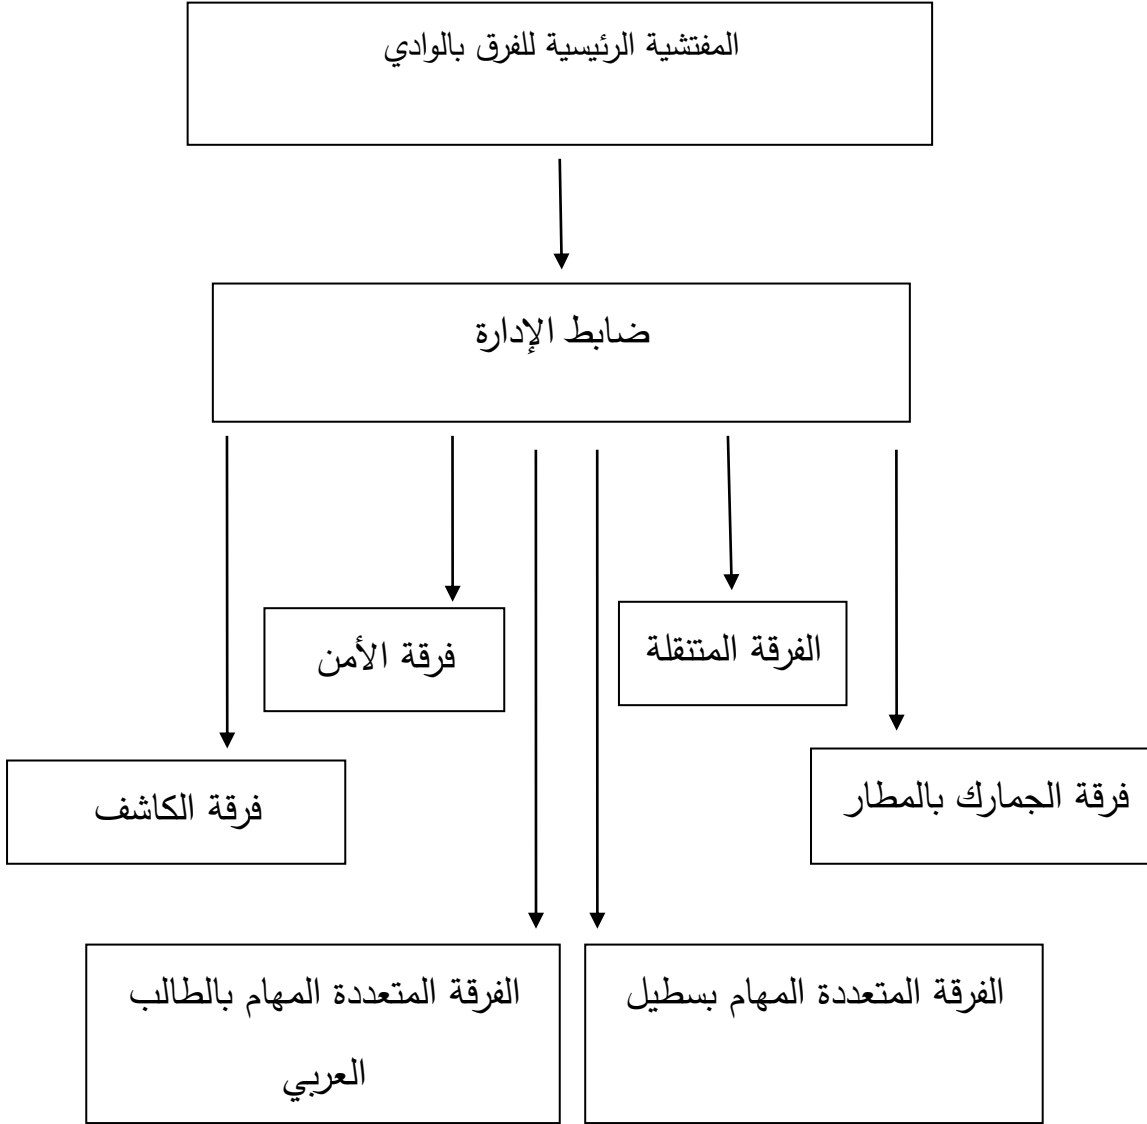 المفتشية الرئيسية للفرق بالوادي
ضابط الإدارة
الفرقة المتنقلة
فرقة الأمن
فرقة الجمارك بالمطار
فرقة الكاشف
الفرقة المتعددة المهام بسطيل
الفرقة المتعددة المهام بالطالب
العربي